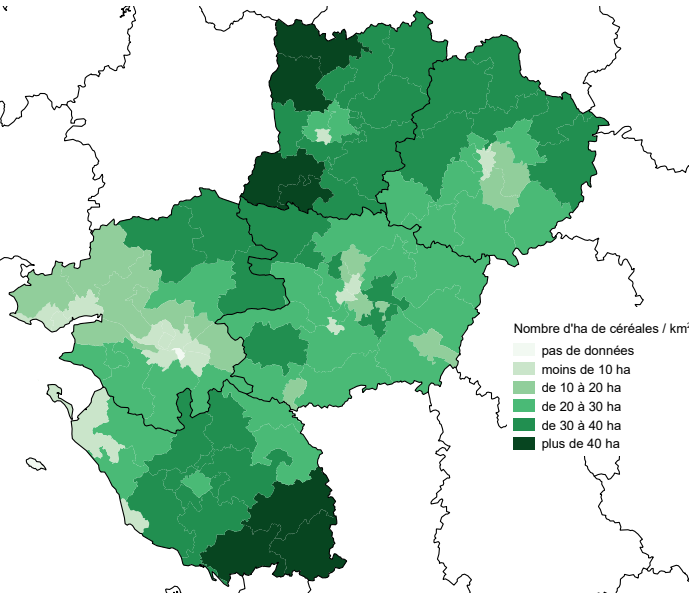 Nombre d'ha de céréales / km²
pas de données
moins de 10 ha
de 10 à 20 ha
de 20 à 30 ha
de 30 à 40 ha
plus de 40 ha